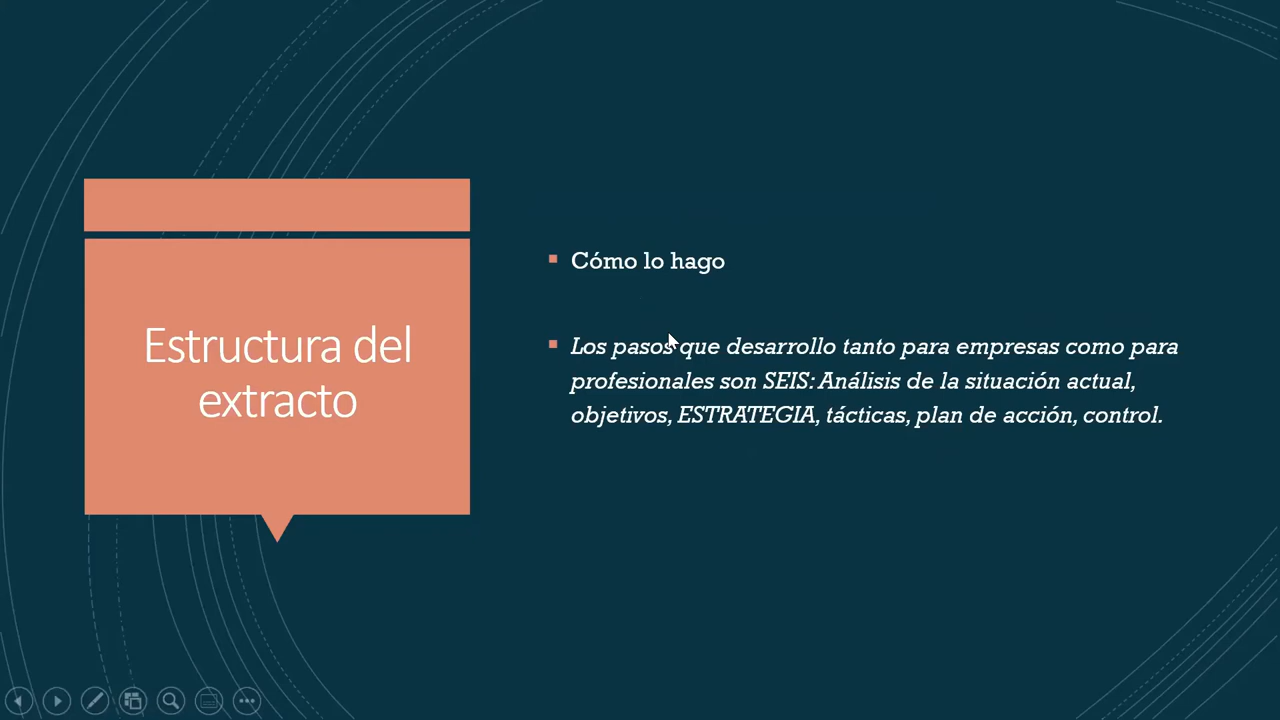 Estructura del
extracto
Cómo lo hago
Los pasos que desarrollo tanto para empresas como para
profesionales son SEIS: Análisis de la situación actual,
objetivos, ESTRATEGIA, tácticas, plan de acción, control.